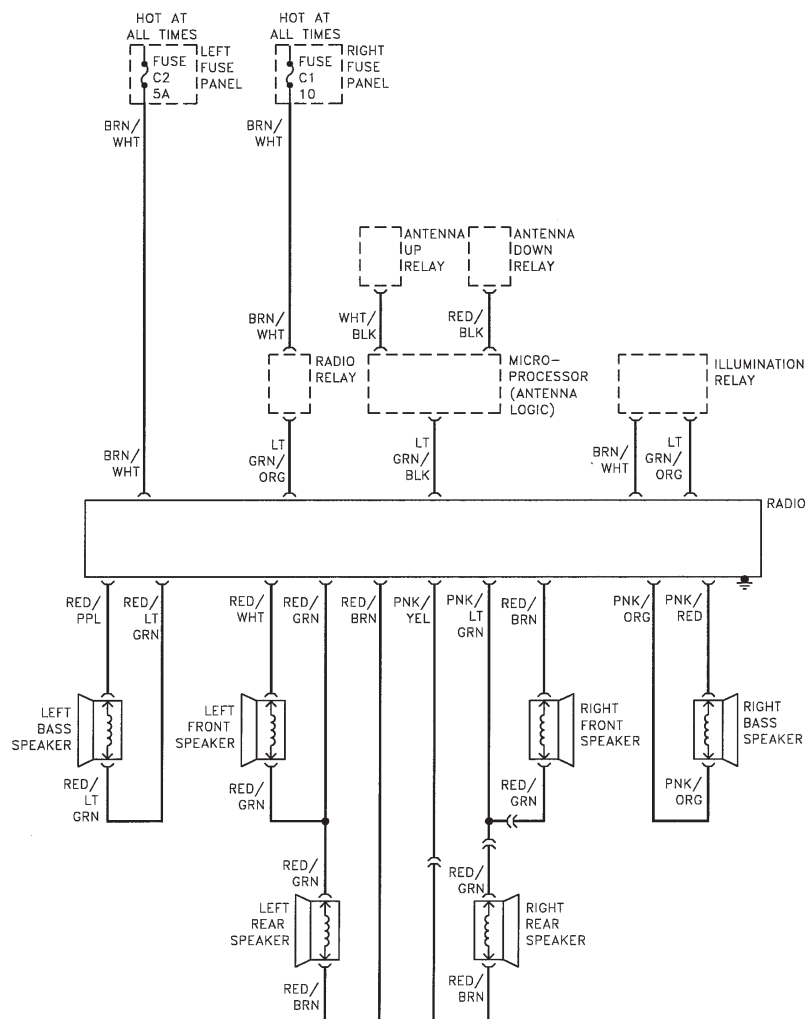 HOT AT
ALL TIMES
FUSE
C2
5A
LEFT
FUSE
PANEL
HOT AT
ALL TIMES
FUSE
C1
10
RIGHT
FUSE
PANEL
BRN/
WHT
BRN/
WHT
ANTENNA
UP
RELAY
ANTENNA
DOWN
RELAY
BRN/
WHT
WHT/
BLK
RED/
BLK
RADIO
RELAY
MICRO-
PROCESSOR
(ANTENNA
LOGIC)
ILLUMINATION
RELAY
BRN/
WHT
LT
GRN/
ORG
LT
GRN/
BLK
BRN/
WHT
LT
GRN/
ORG
RADIO
RED/
PPL
RED/
LT
GRN
RED/
WHT
RED/
GRN
RED/
BRN
PNK/
YEL
PNK/
LT
GRN
RED/
BRN
PNK/
ORG
PNK/
RED
LEFT
BASS
SPEAKER
LEFT
FRONT
SPEAKER
RIGHT
FRONT
SPEAKER
RIGHT
BASS
SPEAKER
RED/
LT
GRN
RED/
GRN
RED/
GRN
PNK/
ORG
RED/
GRN
RED/
GRN
LEFT
REAR
SPEAKER
RIGHT
REAR
SPEAKER
RED/
BRN
RED/
BRN